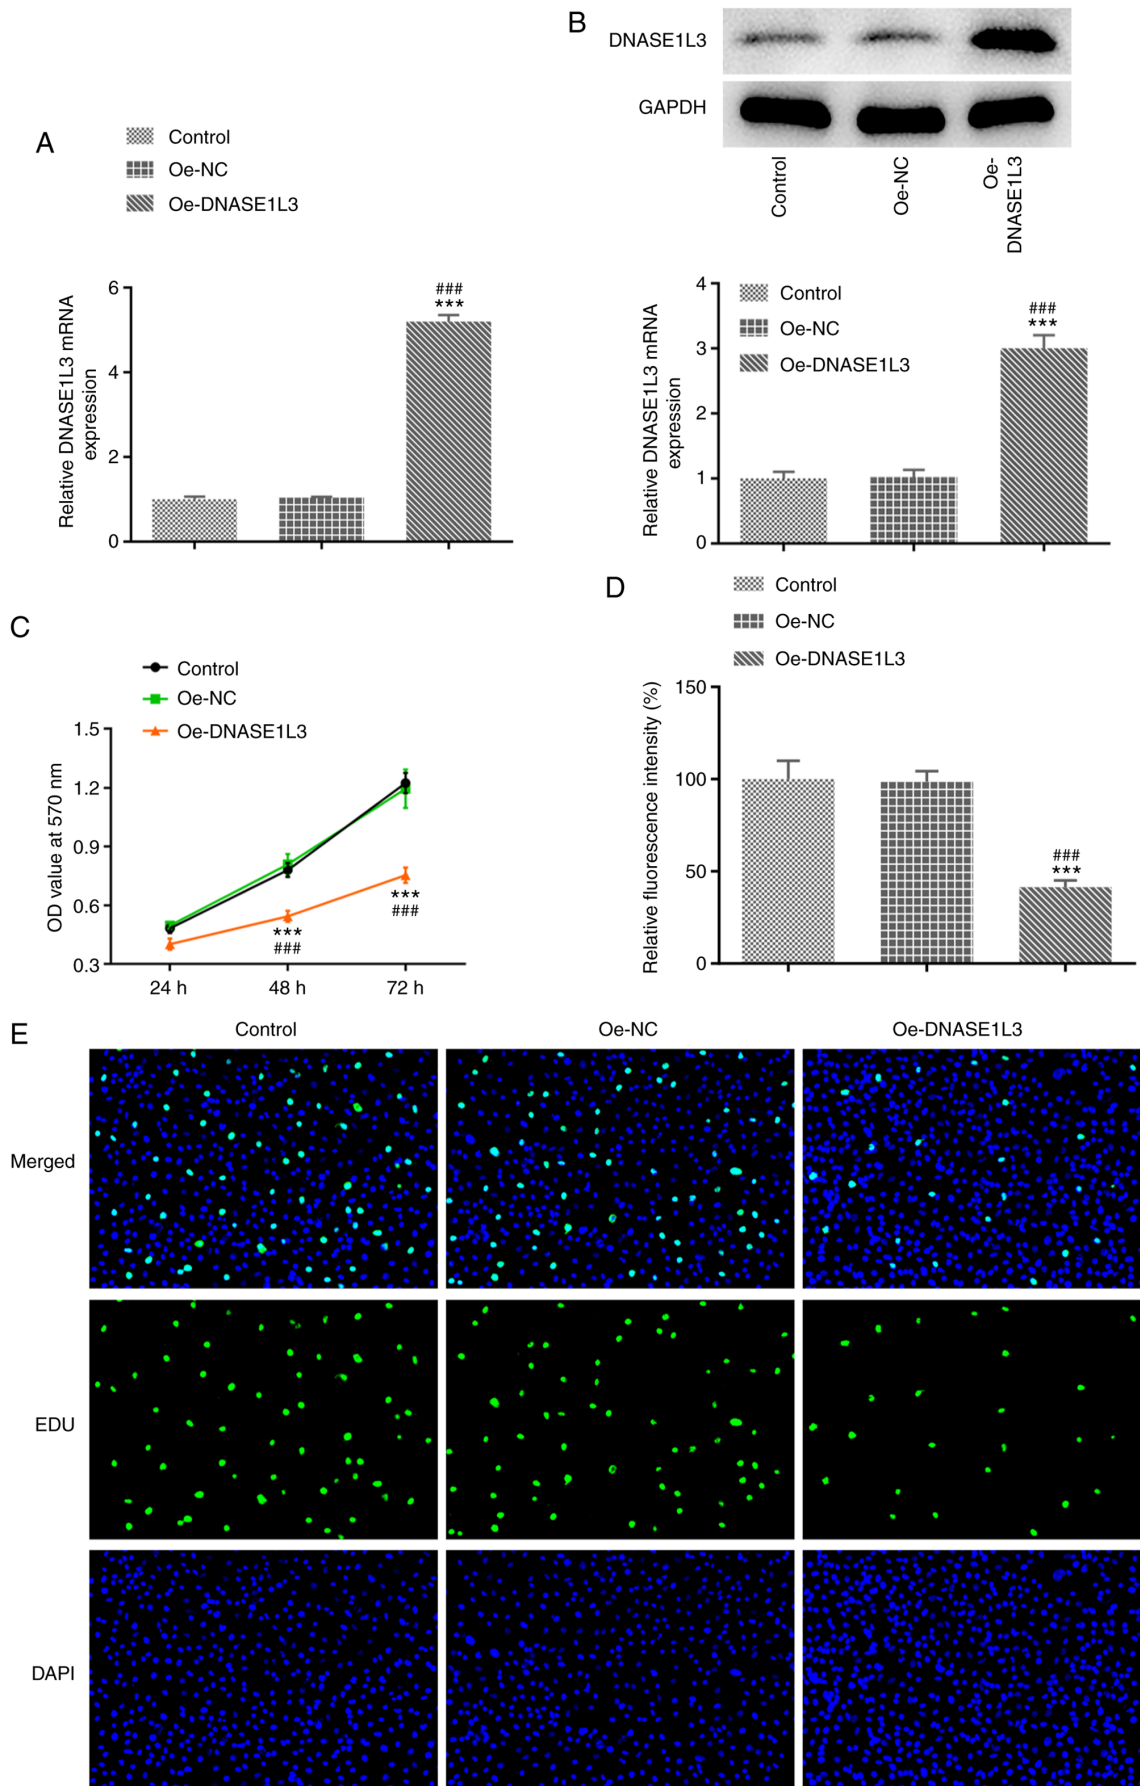 A
Control
Oe-NC
Oe-DNASE1L3
Relative DNASE1L3 mRNA
expression
6
4
2
0
###
***
B
DNASE1L3
GAPDH
Control
Oe-NC
Oe-
DNASE1L3
Relative DNASE1L3 mRNA
expression
4
3
2
1
0
Control
Oe-NC
Oe-DNASE1L3
###
***
C
Control
Oe-NC
Oe-DNASE1L3
OD value at 570 nm
1.5
1.2
0.9
0.6
0.3
***
###
***
###
24 h
48 h
72 h
D
Control
Oe-NC
Oe-DNASE1L3
Relative fluorescence intensity (%)
150
100
50
0
###
***
E
Control
Oe-NC
Oe-DNASE1L3
Merged
EDU
DAPI